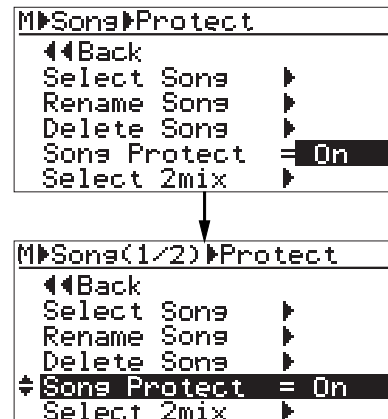 M▶Song▶Protect
◀◀Back
Select Song ▶
Rename Song ▶
Delete Song ▶
Song Protect = On
Select 2mix ▶
M▶Song(1/2)▶Protect
◀◀Back
Select Song ▶
Rename Song ▶
Delete Song ▶
Song Protect = On
Select 2mix ▶